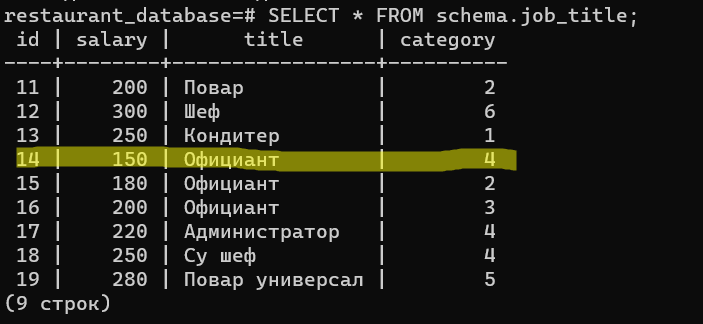 restaurant_database=# SELECT * FROM schema.job_title;
id | salary | title | category
----+--------+-----------------+----------
11 | 200 | Повар | 2
12 | 300 | Шеф | 6
13 | 250 | Кондитер | 1
14 | 150 | Официант | 4
15 | 180 | Официант | 2
16 | 200 | Официант | 3
17 | 220 | Администратор | 4
18 | 250 | Су шеф | 4
19 | 280 | Повар универсал | 5
(9 строк)